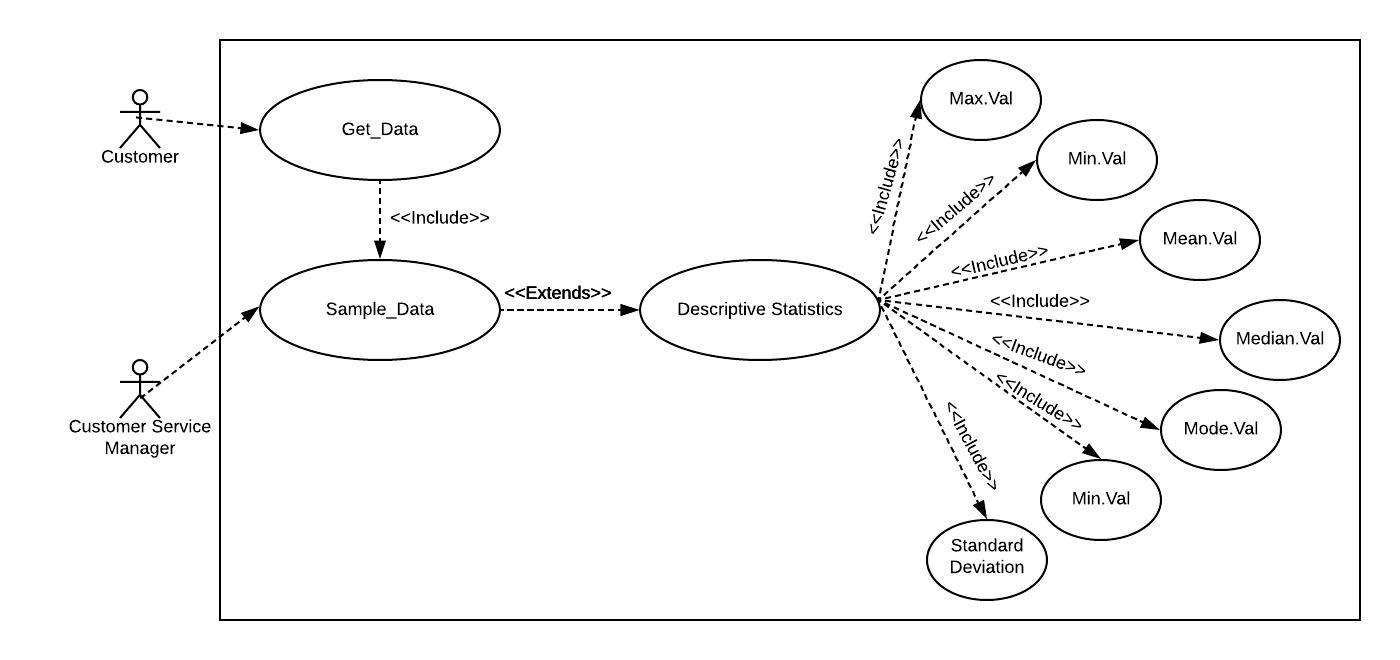 Customer
Get_Data
<<Include>>
Sample_Data
Customer Service
Manager
<<Extends>>
Descriptive Statistics
<<Include>>
Max.Val
<<Include>>
Min.Val
<<Include>>
Mean.Val
<<Include>>
Median.Val
<<Include>>
Mode.Val
<<Include>>
Min.Val
<<Include>>
Standard
Deviation